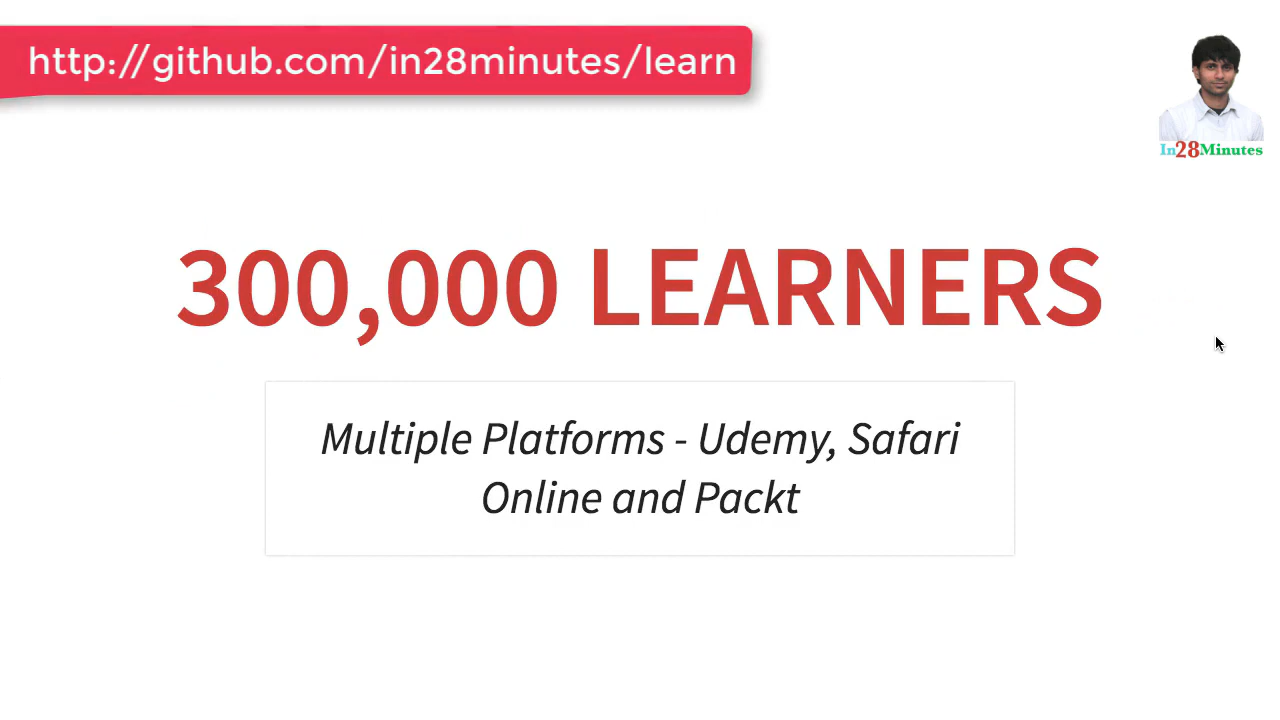 http://github.com/in28minutes/learn
In28Minutes
300,000 LEARNERS
Multiple Platforms - Udemy, Safari
Online and Packt